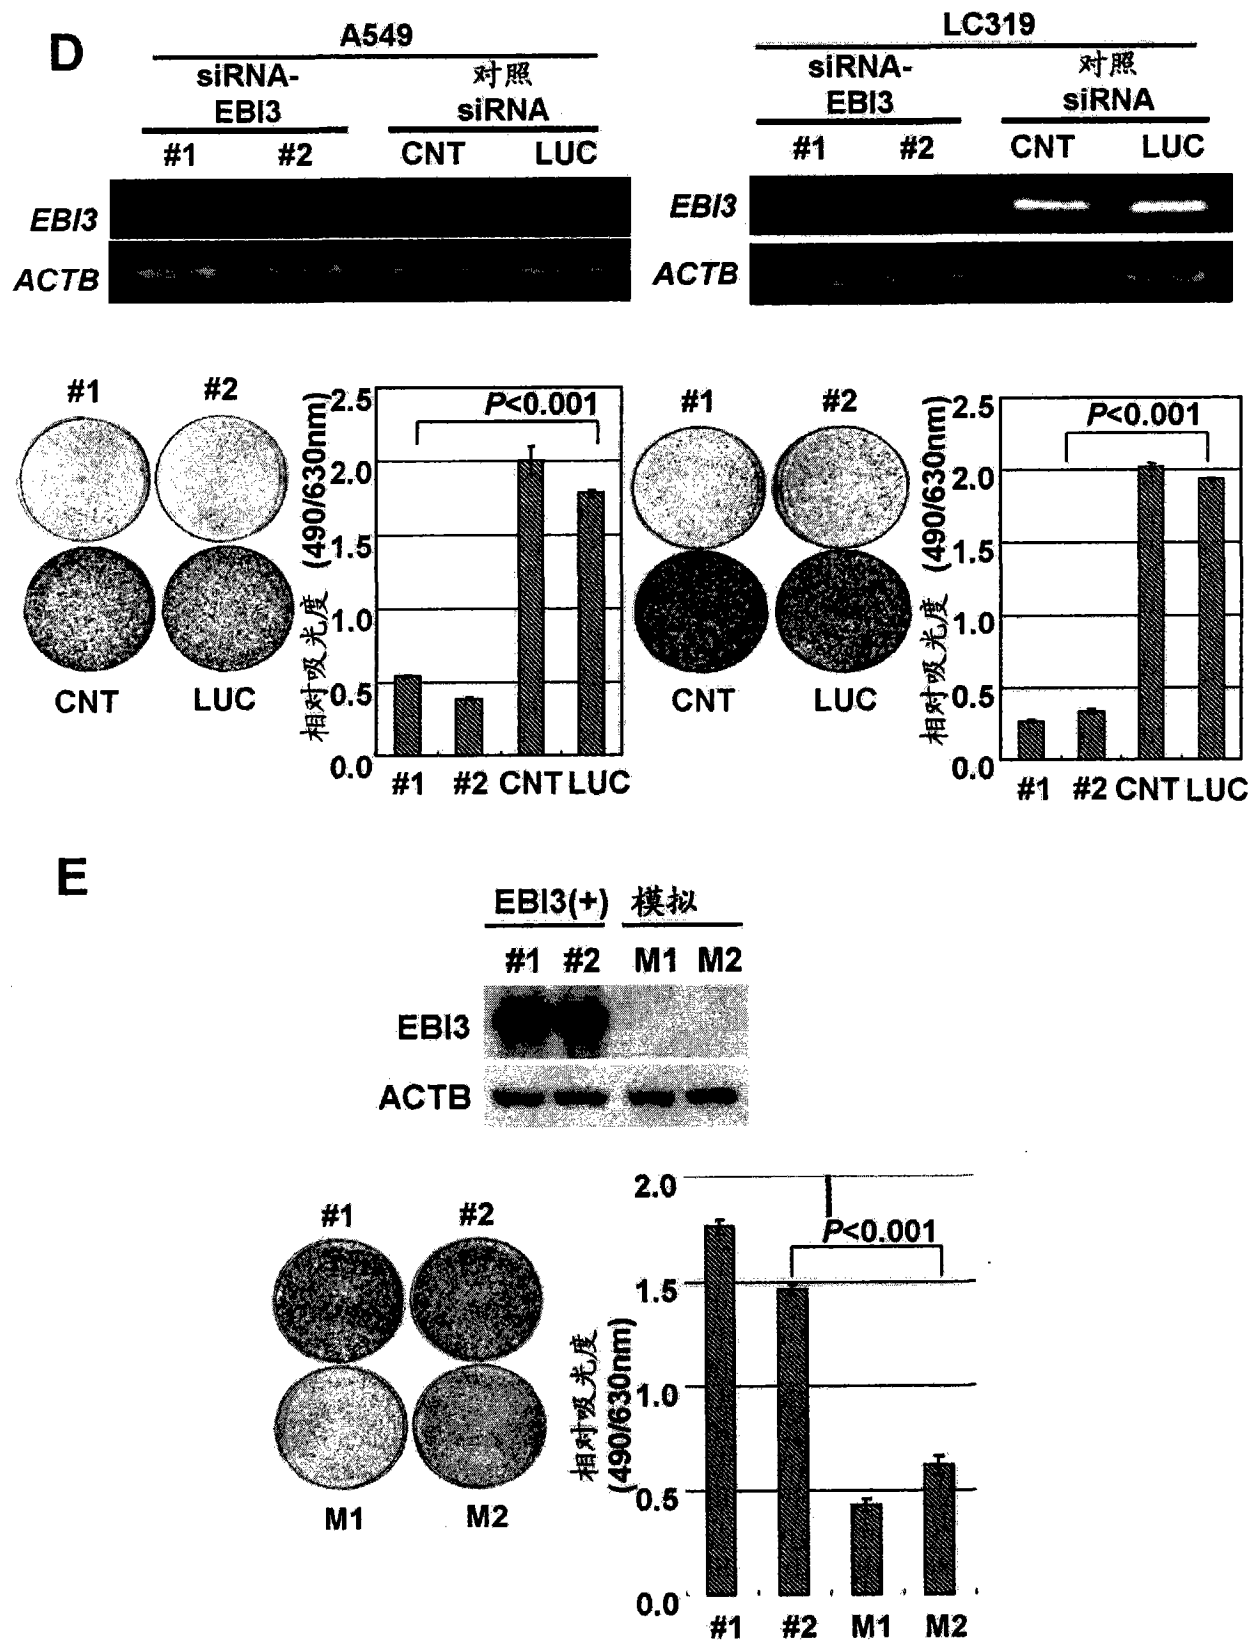 D
A549
siRNA-
EBI3
对照
siRNA
#1 #2 CNT LUC
EBI3
ACTB
LC319
siRNA-
EBI3
对照
siRNA
#1 #2 CNT LUC
EBI3
ACTB
#1 #2
CNT LUC
相对吸光度 (490/630nm)
2.5
2.0
1.5
1.0
0.5
0.0
P<0.001
#1 #2 CNT LUC
#1 #2
CNT LUC
相对吸光度 (490/630nm)
2.5
2.0
1.5
1.0
0.5
0.0
P<0.001
#1 #2 CNT LUC
E
EBI3(+) 模拟
#1 #2 M1 M2
EBI3
ACTB
#1 #2
M1 M2
相对吸光度
(490/630nm)
2.0
1.5
1.0
0.5
0.0
P<0.001
#1 #2 M1 M2